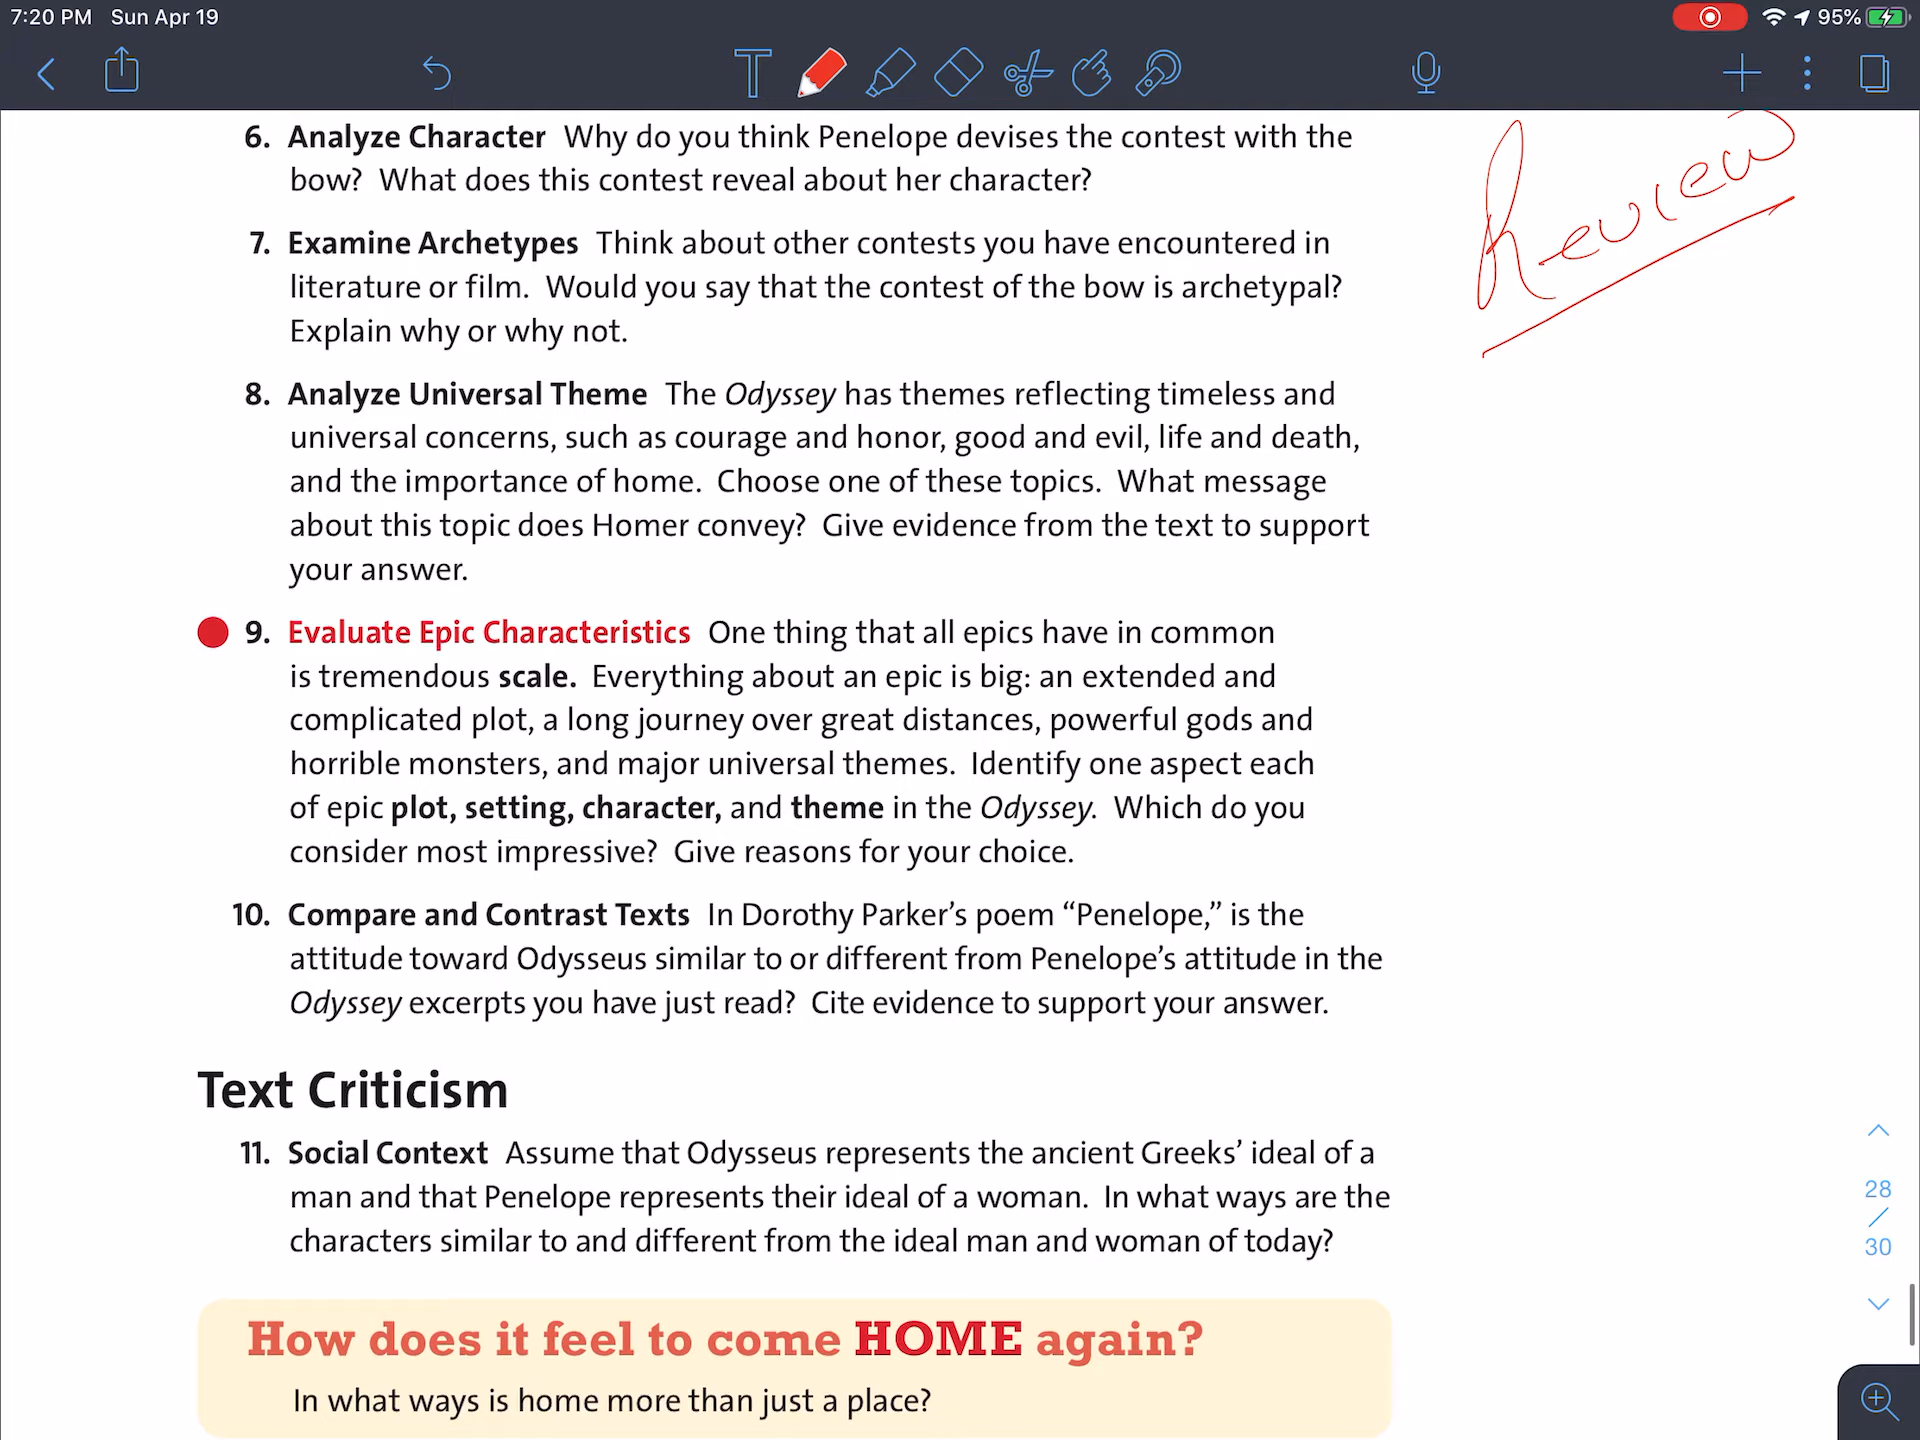 7:20 PM Sun Apr 19
95%
T
Review
6. Analyze Character Why do you think Penelope devises the contest with the
bow? What does this contest reveal about her character?
7. Examine Archetypes Think about other contests you have encountered in
literature or film. Would you say that the contest of the bow is archetypal?
Explain why or why not.
8. Analyze Universal Theme The Odyssey has themes reflecting timeless and
universal concerns, such as courage and honor, good and evil, life and death,
and the importance of home. Choose one of these topics. What message
about this topic does Homer convey? Give evidence from the text to support
your answer.
9. Evaluate Epic Characteristics One thing that all epics have in common
is tremendous scale. Everything about an epic is big: an extended and
complicated plot, a long journey over great distances, powerful gods and
horrible monsters, and major universal themes. Identify one aspect each
of epic plot, setting, character, and theme in the Odyssey. Which do you
consider most impressive? Give reasons for your choice.
10. Compare and Contrast Texts In Dorothy Parker’s poem “Penelope,” is the
attitude toward Odysseus similar to or different from Penelope’s attitude in the
Odyssey excerpts you have just read? Cite evidence to support your answer.
Text Criticism
11. Social Context Assume that Odysseus represents the ancient Greeks’ ideal of a
man and that Penelope represents their ideal of a woman. In what ways are the
characters similar to and different from the ideal man and woman of today?
28
/
30
How does it feel to come HOME again?
In what ways is home more than just a place?